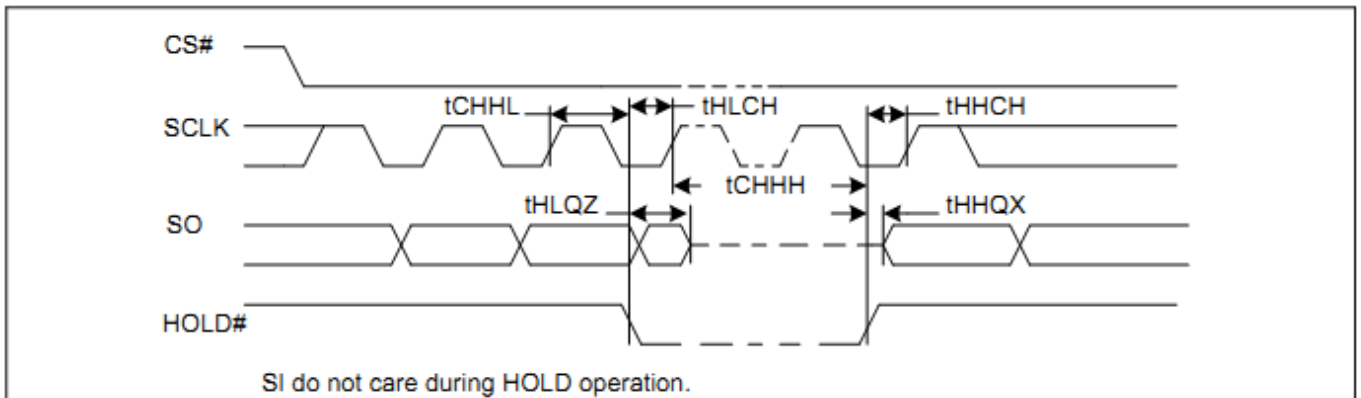 CS#
tCHHL tHLCH tHHCH
SCLK
tCHHH
tHLQZ tHHQX
SO
HOLD#
SI do not care during HOLD operation.